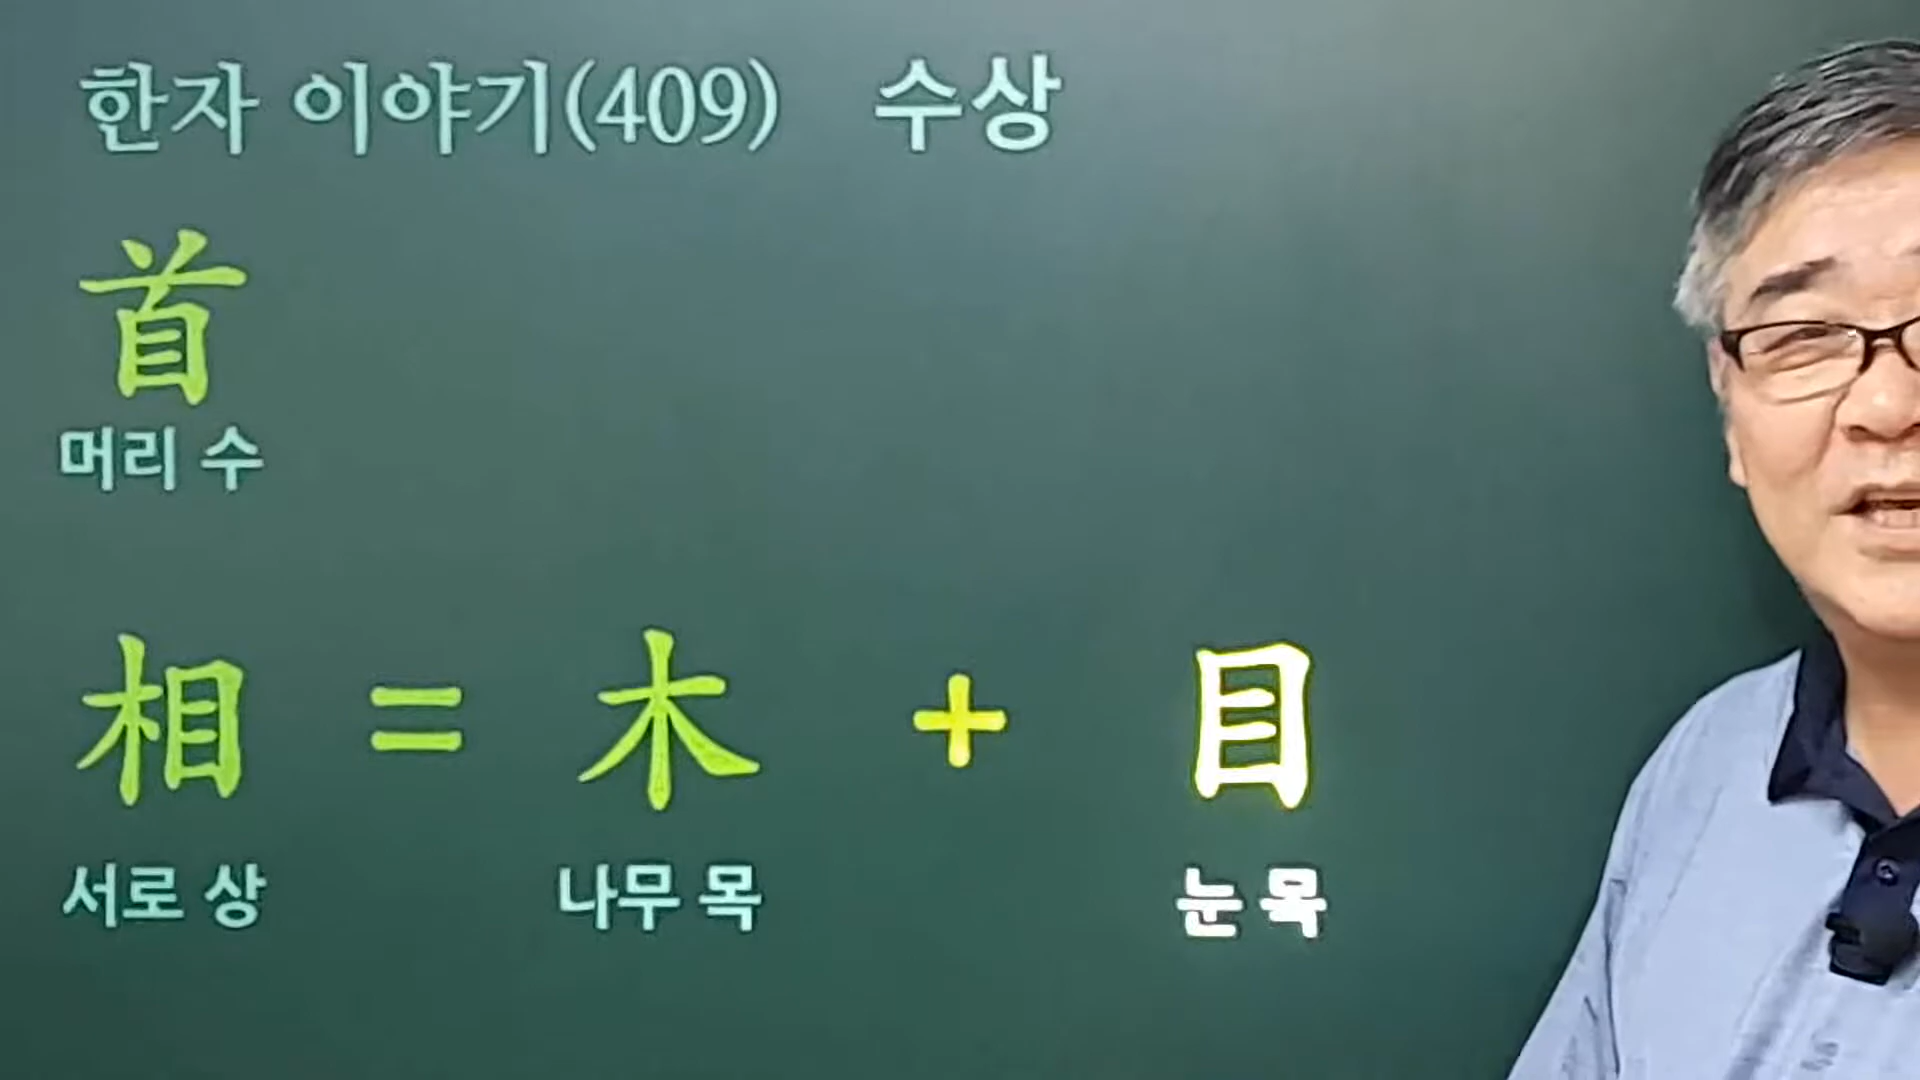 한자 이야기(409) 수상
首
머리 수
相 = 木 + 目
서로 상 나무 목 눈 목